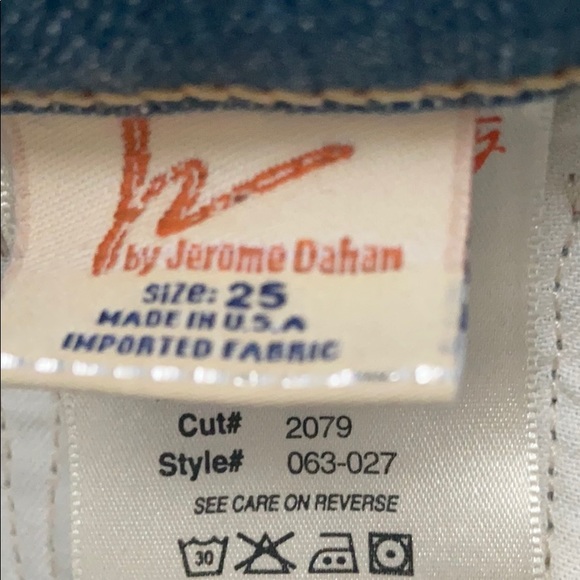 by Jerome Dahan
Size: 25
MADE IN U.S.A
IMPORTED FABRIC
Cut# 2079
Style# 063-027
SEE CARE ON REVERSE
30